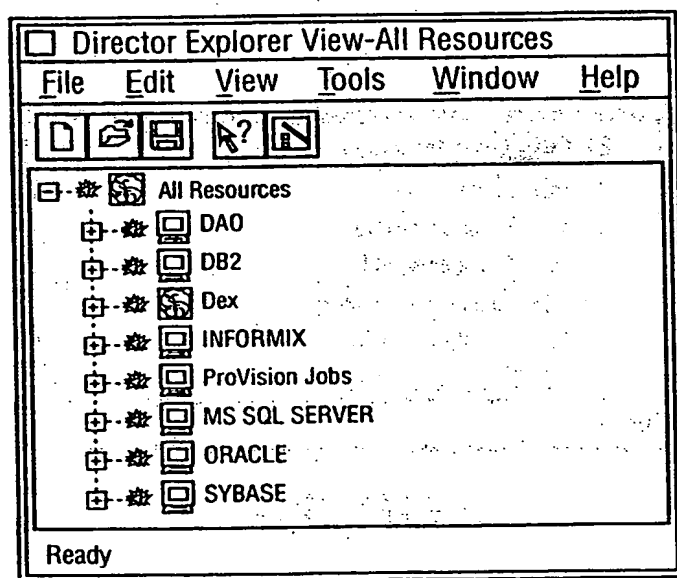 Director Explorer View-All Resources
File Edit View Tools Window Help
?
All Resources
DAO
DB2
Dex
INFORMIX
ProVision Jobs
MS SQL SERVER
ORACLE
SYBASE
Ready